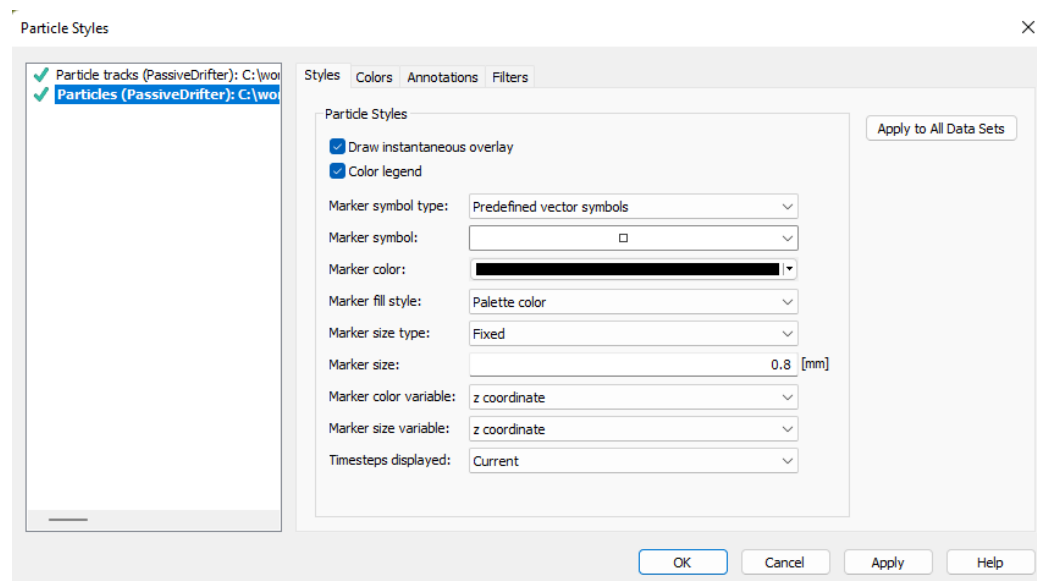 Particle Styles
Particle tracks (PassiveDrifter): C:\wor
Particles (PassiveDrifter): C:\wor
Styles Colors Annotations Filters
Particle Styles
Apply to All Data Sets
Draw instantaneous overlay
Color legend
Marker symbol type: Predefined vector symbols
Marker symbol:
Marker color:
Marker fill style: Palette color
Marker size type: Fixed
Marker size: 0.8 [mm]
Marker color variable: z coordinate
Marker size variable: z coordinate
Timesteps displayed: Current
OK Cancel Apply Help